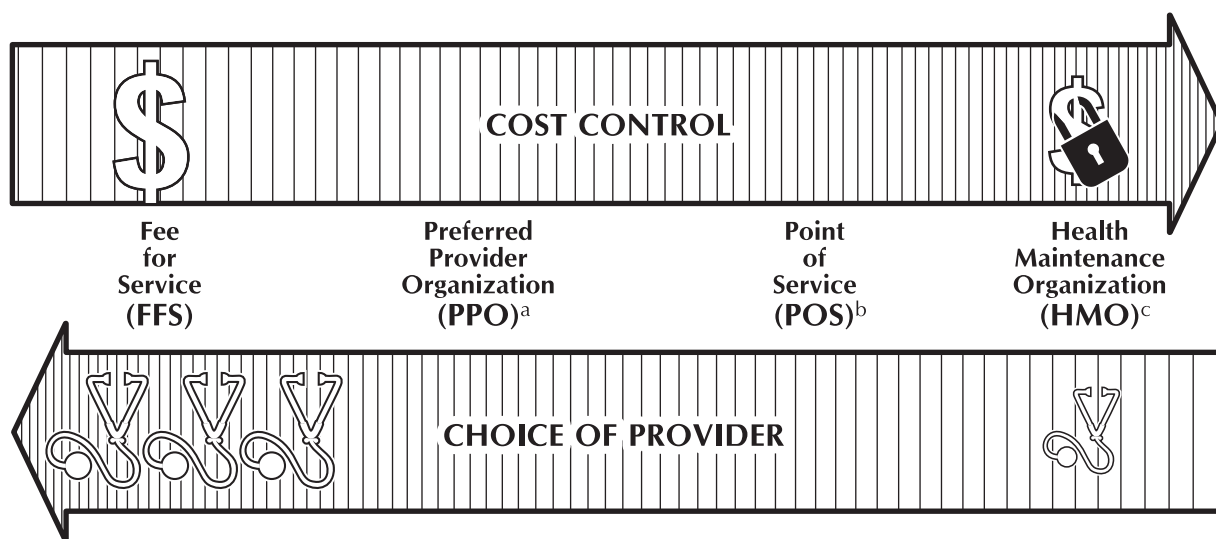 COST CONTROL
Fee
for
Service
(FFS)
Preferred
Provider
Organization
(PPO)a
Point
of
Service
(POS)b
Health
Maintenance
Organization
(HMO)c
CHOICE OF PROVIDER